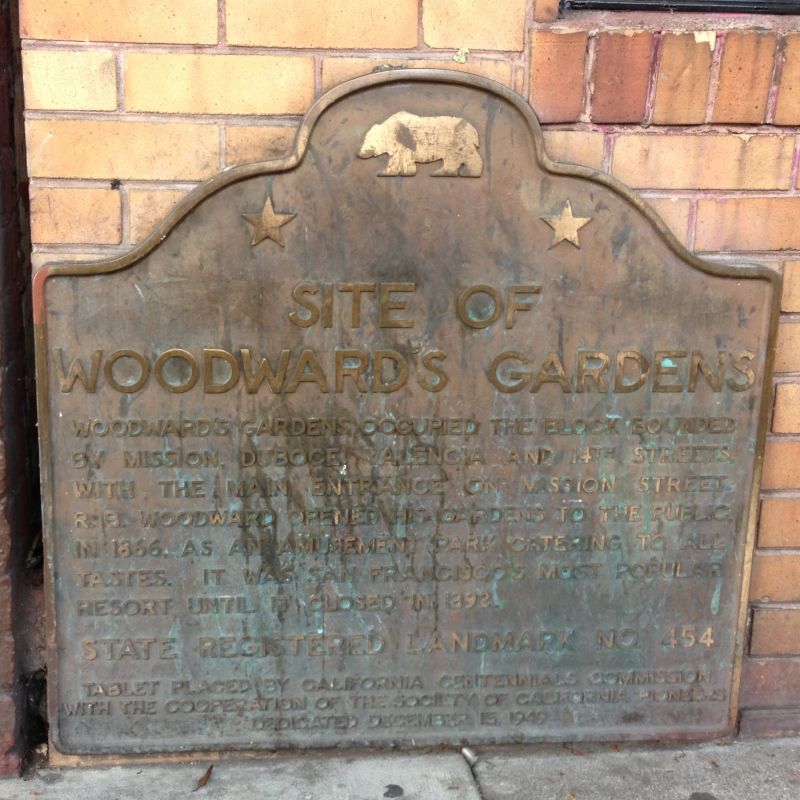 SITE OF
WOODWARD'S GARDENS
WOODWARD'S GARDENS OCCUPIED THE BLOCK BOUNDED
BY MISSION, DUBOCE, VALENCIA AND 14TH STREETS,
WITH THE MAIN ENTRANCE ON MISSION STREET.
R. B. WOODWARD OPENED HIS GARDENS TO THE PUBLIC
IN 1866, AS AN AMUSEMENT PARK CATERING TO ALL
TASTES. IT WAS SAN FRANCISCO'S MOST POPULAR
RESORT UNTIL IT CLOSED IN 1892.
STATE REGISTERED LANDMARK NO. 454
TABLET PLACED BY CALIFORNIA CENTENNIALS COMMISSION
WITH THE COOPERATION OF THE SOCIETY OF CALIFORNIA PIONEERS
DEDICATED DECEMBER 15, 1949